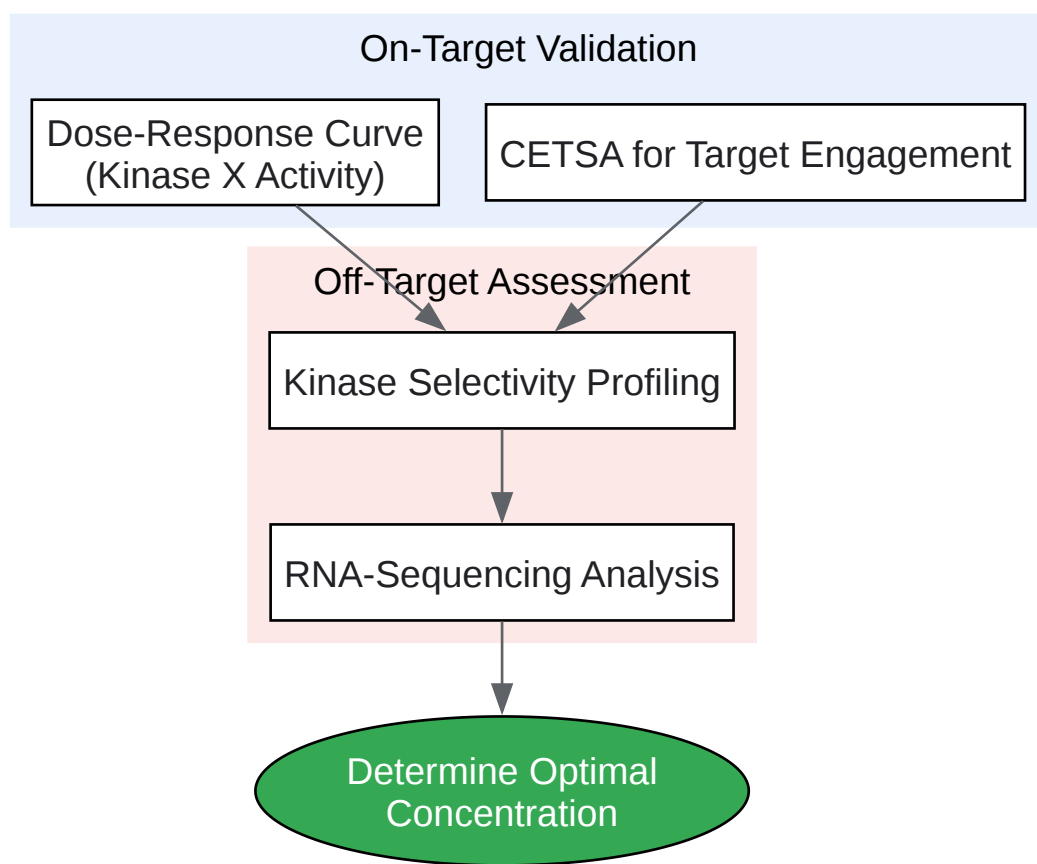 On-Target Validation
Dose-Response Curve
(Kinase X Activity)
CETSA for Target Engagement
Off-Target Assessment
Kinase Selectivity Profiling
RNA-Sequencing Analysis
Determine Optimal
Concentration